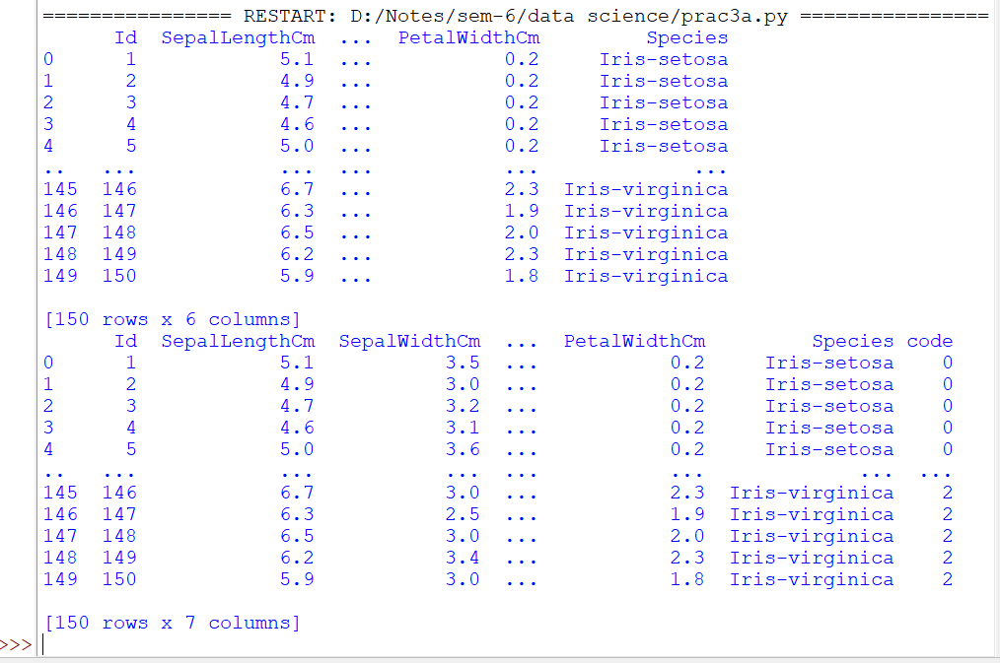 ================ RESTART: D:/Notes/sem-6/data science/prac3a.py ================
      Id  SepalLengthCm  ...  PetalWidthCm         Species
0      1            5.1  ...           0.2     Iris-setosa
1      2            4.9  ...           0.2     Iris-setosa
2      3            4.7  ...           0.2     Iris-setosa
3      4            4.6  ...           0.2     Iris-setosa
4      5            5.0  ...           0.2     Iris-setosa
..   ...            ...  ...           ...             ...
145  146            6.7  ...           2.3  Iris-virginica
146  147            6.3  ...           1.9  Iris-virginica
147  148            6.5  ...           2.0  Iris-virginica
148  149            6.2  ...           2.3  Iris-virginica
149  150            5.9  ...           1.8  Iris-virginica

[150 rows x 6 columns]
      Id  SepalLengthCm  SepalWidthCm  ...  PetalWidthCm         Species code
0      1            5.1           3.5  ...           0.2     Iris-setosa    0
1      2            4.9           3.0  ...           0.2     Iris-setosa    0
2      3            4.7           3.2  ...           0.2     Iris-setosa    0
3      4            4.6           3.1  ...           0.2     Iris-setosa    0
4      5            5.0           3.6  ...           0.2     Iris-setosa    0
..   ...            ...           ...  ...           ...             ...  ...
145  146            6.7           3.0  ...           2.3  Iris-virginica    2
146  147            6.3           2.5  ...           1.9  Iris-virginica    2
147  148            6.5           3.0  ...           2.0  Iris-virginica    2
148  149            6.2           3.4  ...           2.3  Iris-virginica    2
149  150            5.9           3.0  ...           1.8  Iris-virginica    2

[150 rows x 7 columns]
>>>